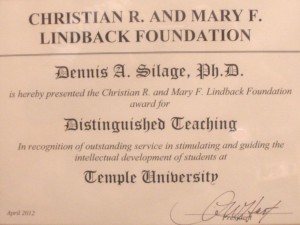 CHRISTIAN R. AND MARY F.
LINDBACK FOUNDATION
Dennis A. Silage, Ph.D.
is hereby presented the Christian R. and Mary F. Lindback Foundation
award for
Distinguished Teaching
In recognition of outstanding service in stimulating and guiding the
intellectual development of students at
Temple University
April 2012